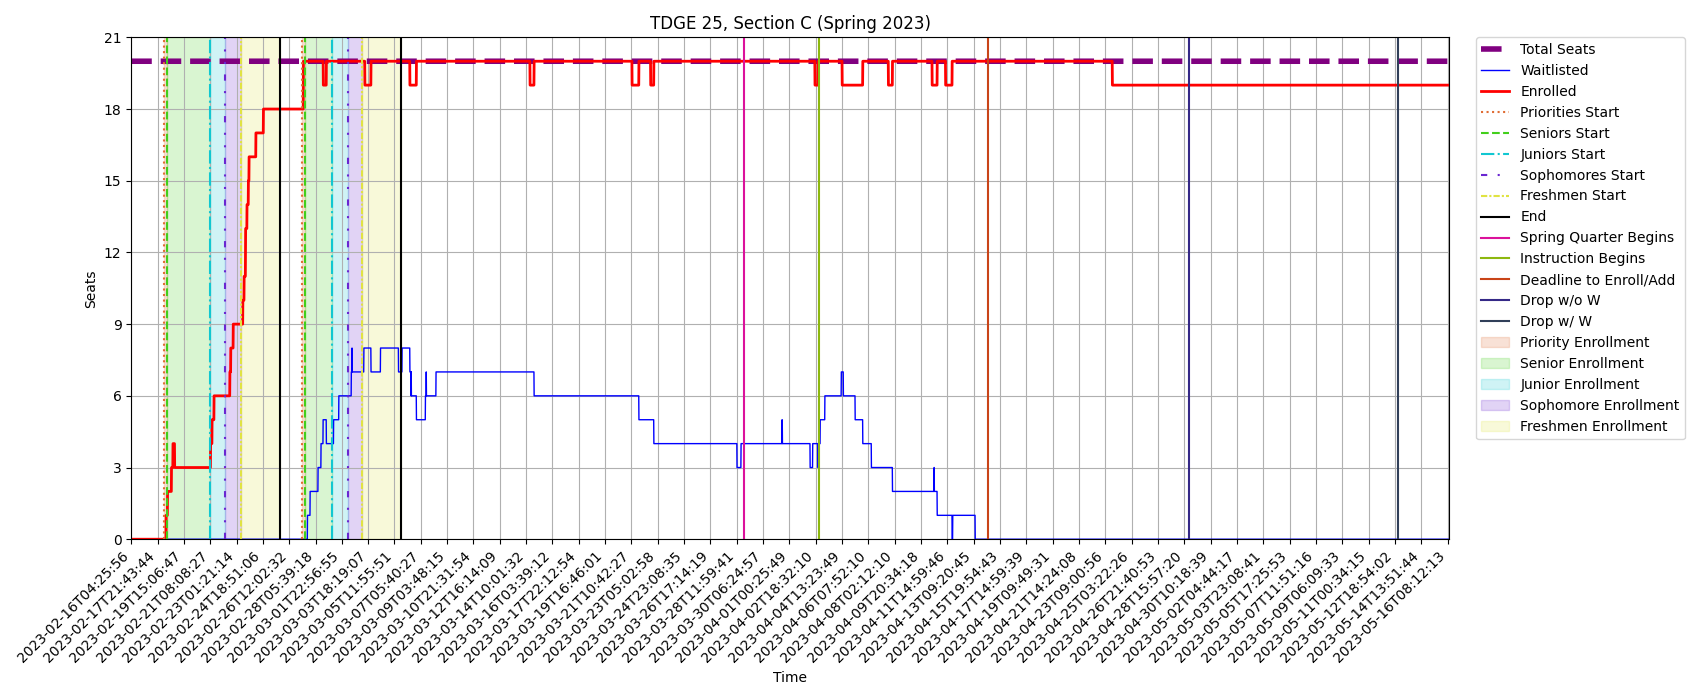 TDGE 25, Section C (Spring 2023)
Seats
21
18
15
12
9
6
3
0
2023-02-16T04:25:56
2023-02-17T21:43:44
2023-02-19T15:06:47
2023-02-21T08:08:27
2023-02-23T01:21:14
2023-02-24T18:51:06
2023-02-26T12:02:32
2023-02-28T05:39:18
2023-03-01T22:56:55
2023-03-03T18:19:07
2023-03-05T11:55:51
2023-03-07T05:40:27
2023-03-09T03:48:15
2023-03-10T21:31:54
2023-03-12T16:14:09
2023-03-14T10:01:32
2023-03-16T03:39:12
2023-03-17T22:12:54
2023-03-19T16:46:01
2023-03-21T10:42:27
2023-03-23T05:02:58
2023-03-24T23:08:35
2023-03-26T17:14:19
2023-03-28T11:59:41
2023-03-30T06:24:57
2023-04-01T00:25:49
2023-04-02T18:32:10
2023-04-04T13:23:49
2023-04-06T07:52:10
2023-04-08T02:12:10
2023-04-09T20:34:18
2023-04-11T14:59:46
2023-04-13T09:20:45
2023-04-15T19:54:43
2023-04-17T14:59:39
2023-04-19T09:49:31
2023-04-21T14:24:08
2023-04-23T09:00:56
2023-04-25T03:22:26
2023-04-26T21:40:53
2023-04-28T15:57:20
2023-04-30T10:18:39
2023-05-02T04:44:17
2023-05-03T23:08:41
2023-05-05T17:25:53
2023-05-07T11:51:16
2023-05-09T06:09:33
2023-05-11T00:34:15
2023-05-12T18:54:02
2023-05-14T13:51:44
2023-05-16T08:12:13
Time
Total Seats
Waitlisted
Enrolled
Priorities Start
Seniors Start
Juniors Start
Sophomores Start
Freshmen Start
End
Spring Quarter Begins
Instruction Begins
Deadline to Enroll/Add
Drop w/o W
Drop w/ W
Priority Enrollment
Senior Enrollment
Junior Enrollment
Sophomore Enrollment
Freshmen Enrollment